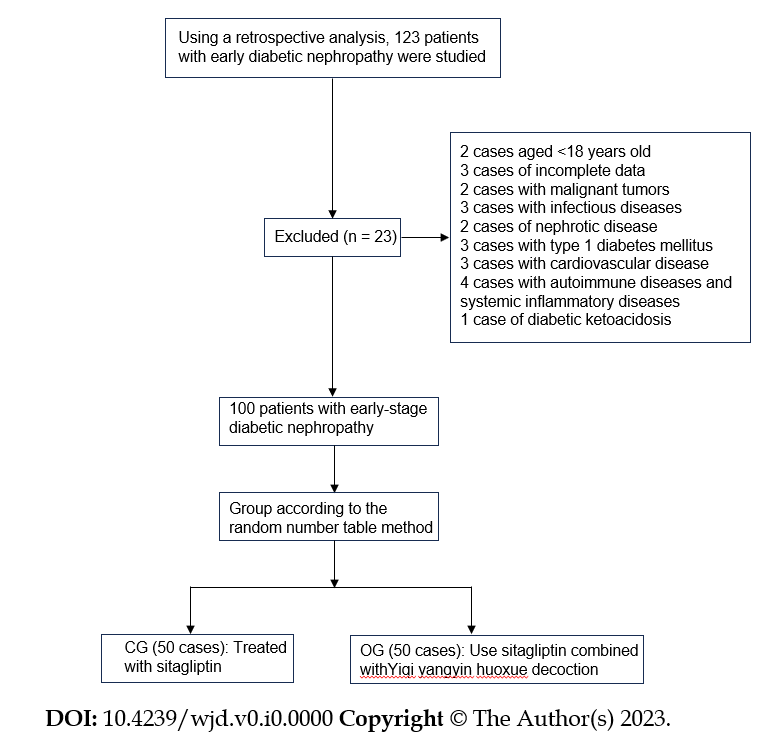 Using a retrospective analysis, 123 patients
with early diabetic nephropathy were studied
2 cases aged <18 years old
3 cases of incomplete data
2 cases with malignant tumors
3 cases with infectious diseases
2 cases of nephrotic disease
3 cases with type 1 diabetes mellitus
3 cases with cardiovascular disease
4 cases with autoimmune diseases and
systemic inflammatory diseases
1 case of diabetic ketoacidosis
Excluded (n = 23)
100 patients with early-stage
diabetic nephropathy
Group according to the
random number table method
CG (50 cases): Treated
with sitagliptin
OG (50 cases): Use sitagliptin combined
withYiqi yangyin huoxue decoction
DOI: 10.4239/wjd.v0.i0.0000 Copyright © The Author(s) 2023.